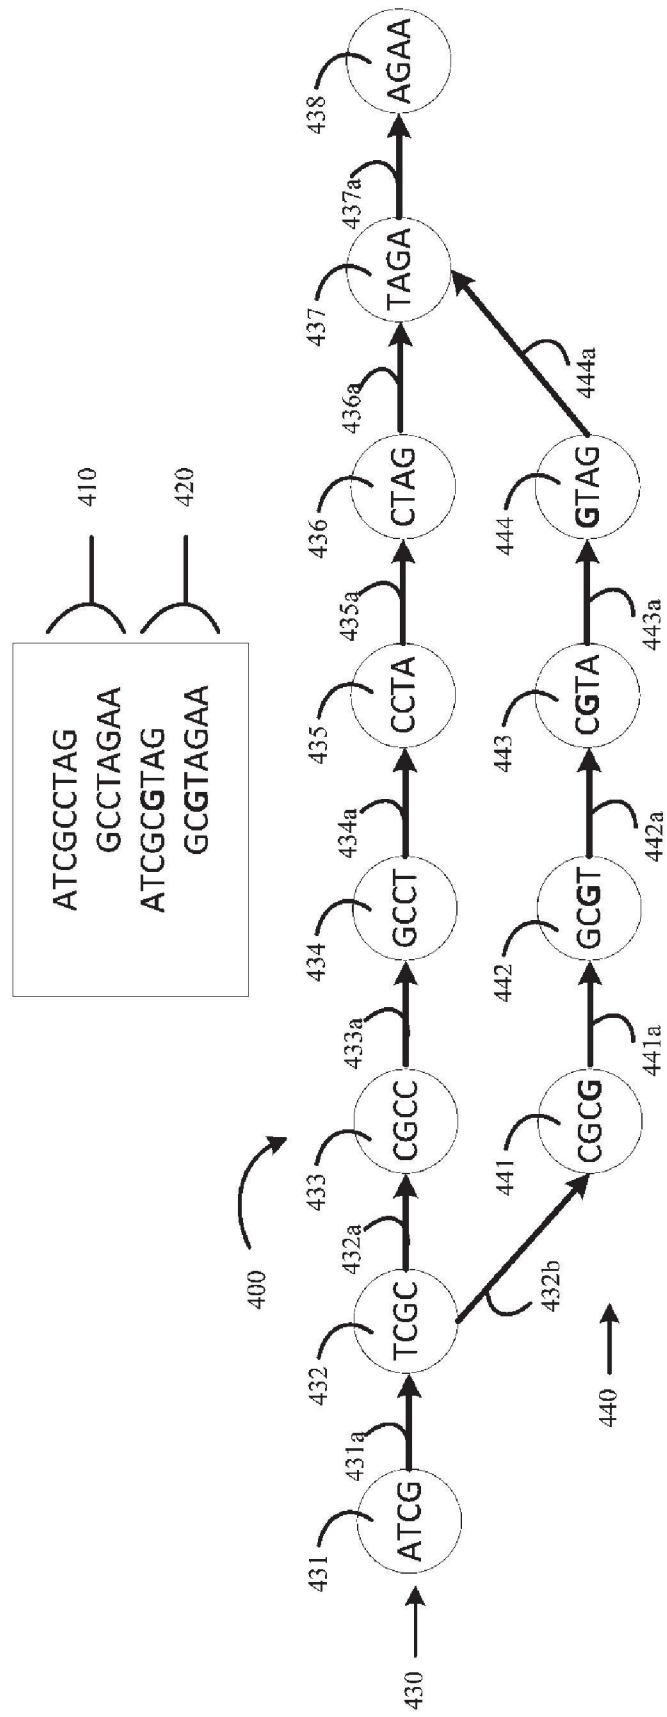 ATCGCCTAG
GCCTAGAA
ATCGCGTAG
GCGTAGAA
410
420
400
430
431
431a
432
432a
433
433a
434
434a
435
435a
436
436a
437
437a
438
ATCG
TCGC
CGCC
GCCT
CCTA
CTAG
TAGA
AGAA
440
432b
441
441a
442
442a
443
443a
444
444a
CGCG
GCGT
CGTA
GTAG